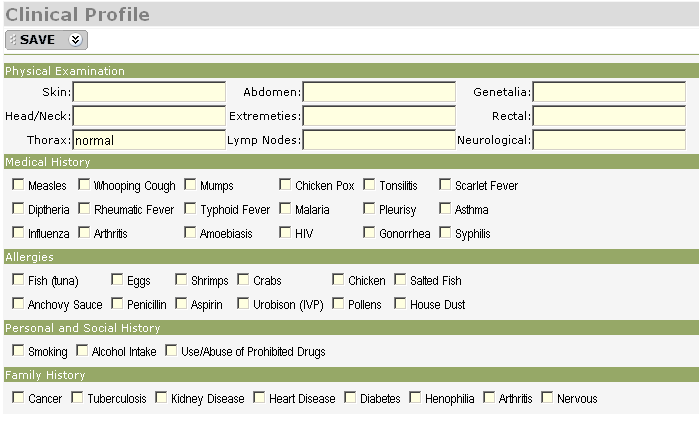 Clinical Profile
SAVE
Physical Examination
Skin: Abdomen: Genetalia:
Head/Neck: Extremeties: Rectal:
Thorax: normal Lymp Nodes: Neurological:
Medical History
Measles Whooping Cough Mumps Chicken Pox Tonsilitis Scarlet Fever
Diptheria Rheumatic Fever Typhoid Fever Malaria Pleurisy Asthma
Influenza Arthritis Amoebiasis HIV Gonorrhea Syphilis
Allergies
Fish (tuna) Eggs Shrimps Crabs Chicken Salted Fish
Anchovy Sauce Penicillin Aspirin Urobison (IVP) Pollens House Dust
Personal and Social History
Smoking Alcohol Intake Use/Abuse of Prohibited Drugs
Family History
Cancer Tuberculosis Kidney Disease Heart Disease Diabetes Henophilia Arthritis Nervous